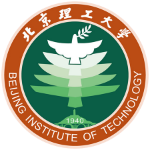 北京理工大学
1940
BEIJING INSTITUTE OF TECHNOLOGY